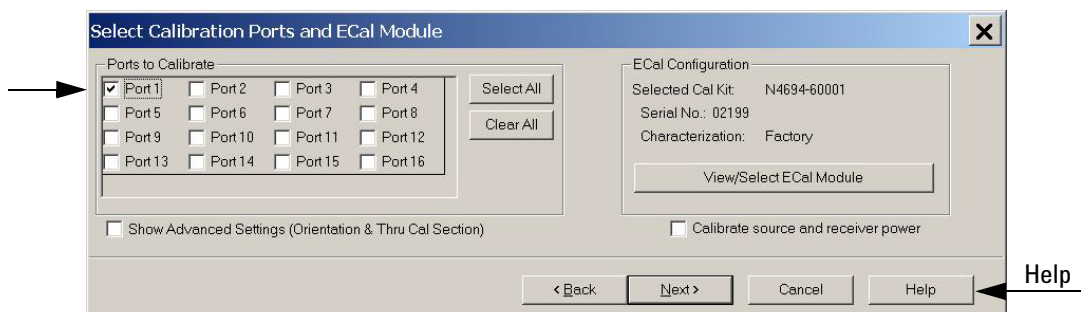 Select Calibration Ports and ECal Module
Ports to Calibrate
Port 1 Port 2 Port 3 Port 4
Port 5 Port 6 Port 7 Port 8
Port 9 Port 10 Port 11 Port 12
Port 13 Port 14 Port 15 Port 16
Select All
Clear All
Show Advanced Settings (Orientation & Thru Cal Section)
ECal Configuration
Selected Cal Kit: N4694-60001
Serial No.: 02199
Characterization: Factory
View/Select ECal Module
Calibrate source and receiver power
< Back Next > Cancel Help
Help